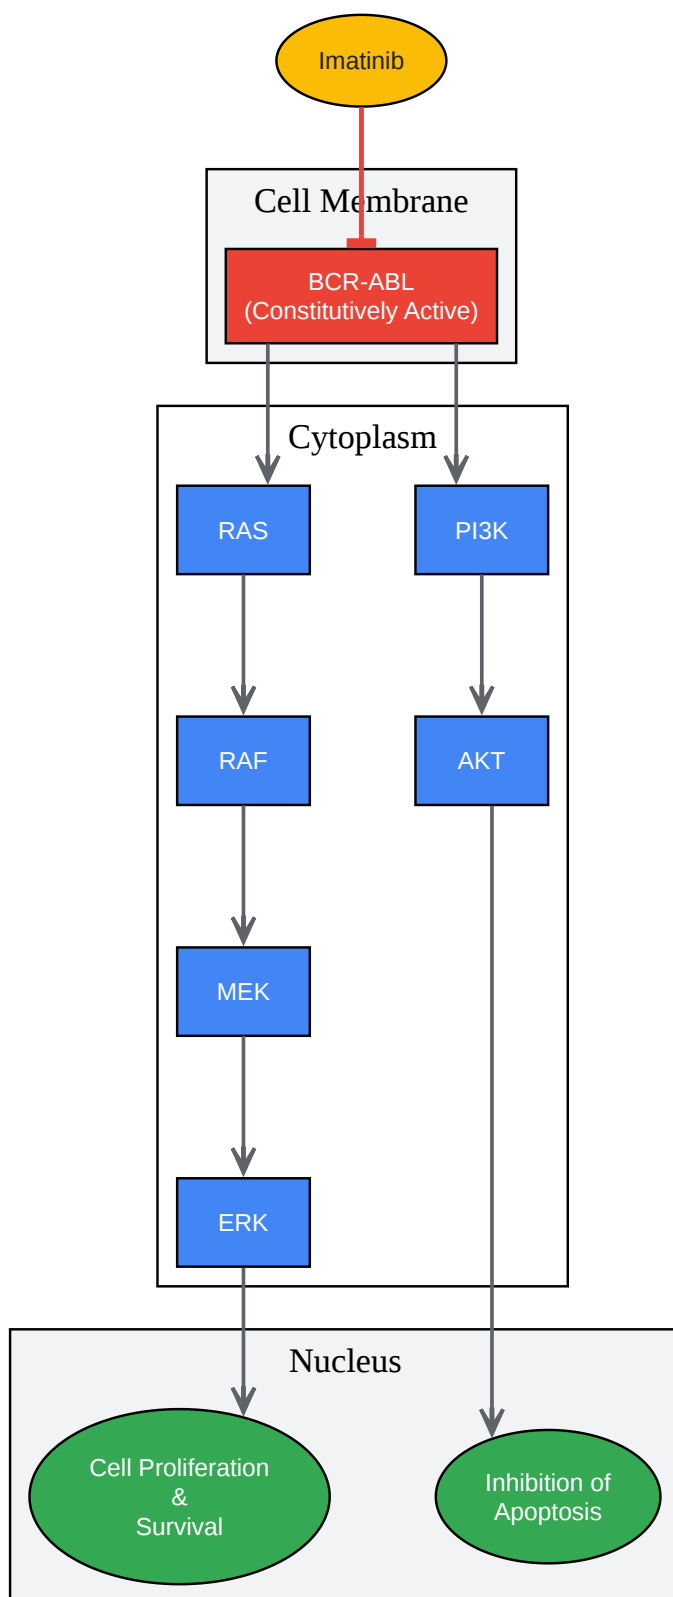 Imatinib
Cell Membrane
BCR-ABL
(Constitutively Active)
Cytoplasm
RAS
PI3K
RAF
AKT
MEK
ERK
Nucleus
Cell Proliferation
&
Survival
Inhibition of
Apoptosis